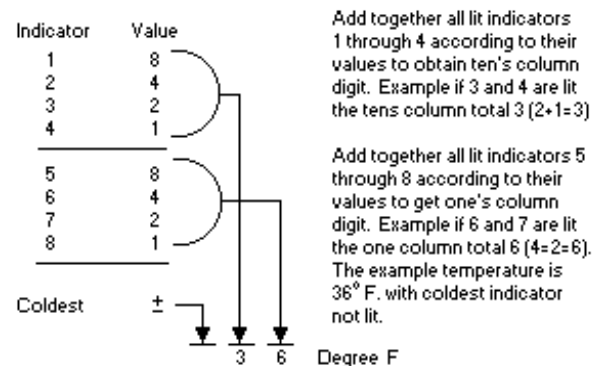 Indicator Value
1 8
2 4
3 2
4 1
5 8
6 4
7 2
8 1
Coldest ±
3 6 Degree F
Add together all lit indicators
1 through 4 according to their
values to obtain ten's column
digit. Example if 3 and 4 are lit
the tens column total 3 (2+1=3)
Add together all lit indicators 5
through 8 according to their
values to get one's column
digit. Example if 6 and 7 are lit
the one column total 6 (4=2=6).
The example temperature is
36° F. with coldest indicator
not lit.